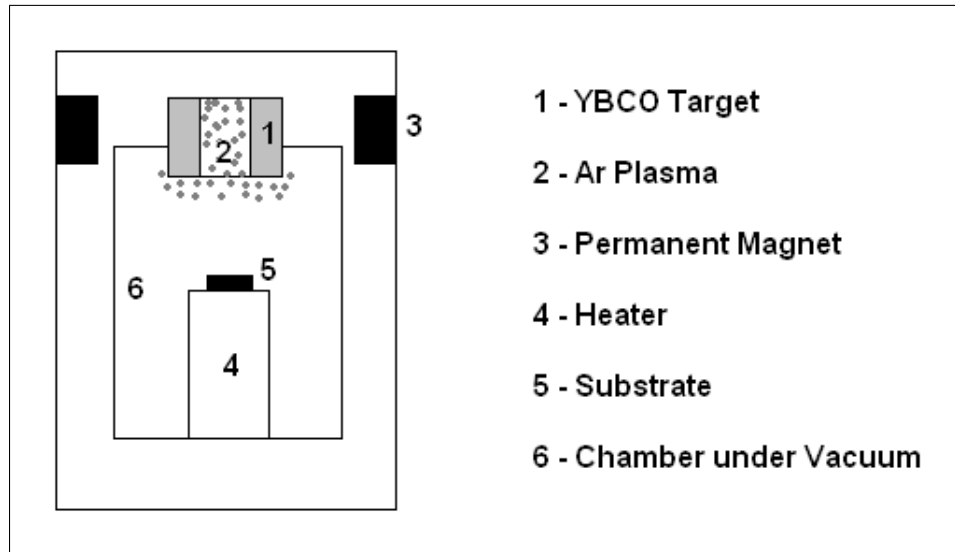 1
2
3
5
6
4
1 - YBCO Target
2 - Ar Plasma
3 - Permanent Magnet
4 - Heater
5 - Substrate
6 - Chamber under Vacuum